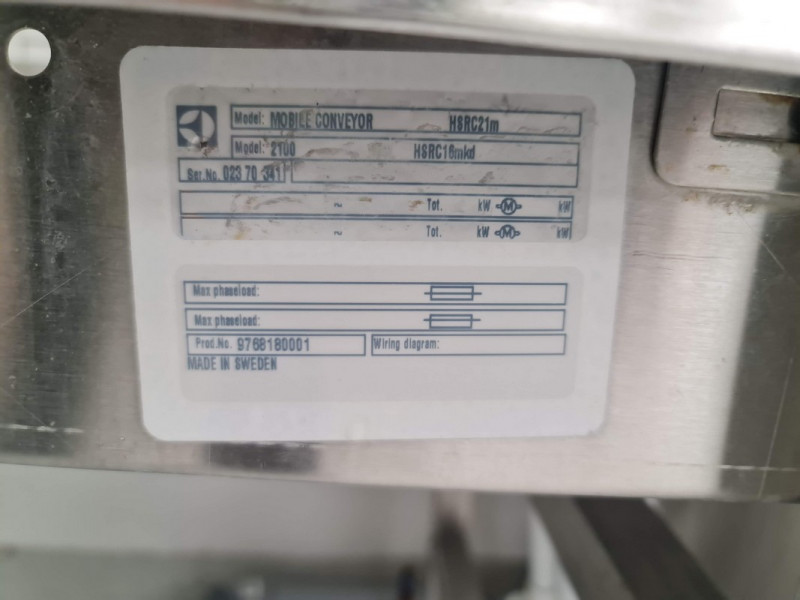 Model: MOBILE CONVEYOR HSRC21m
Model: 2100 HSRC16mkd
Ser.No. 023 70 341
~ Tot. kW M kW
~ Tot. kW M kW
Max phaseload:
Max phaseload:
Prod.No. 9768180001 Wiring diagram:
MADE IN SWEDEN